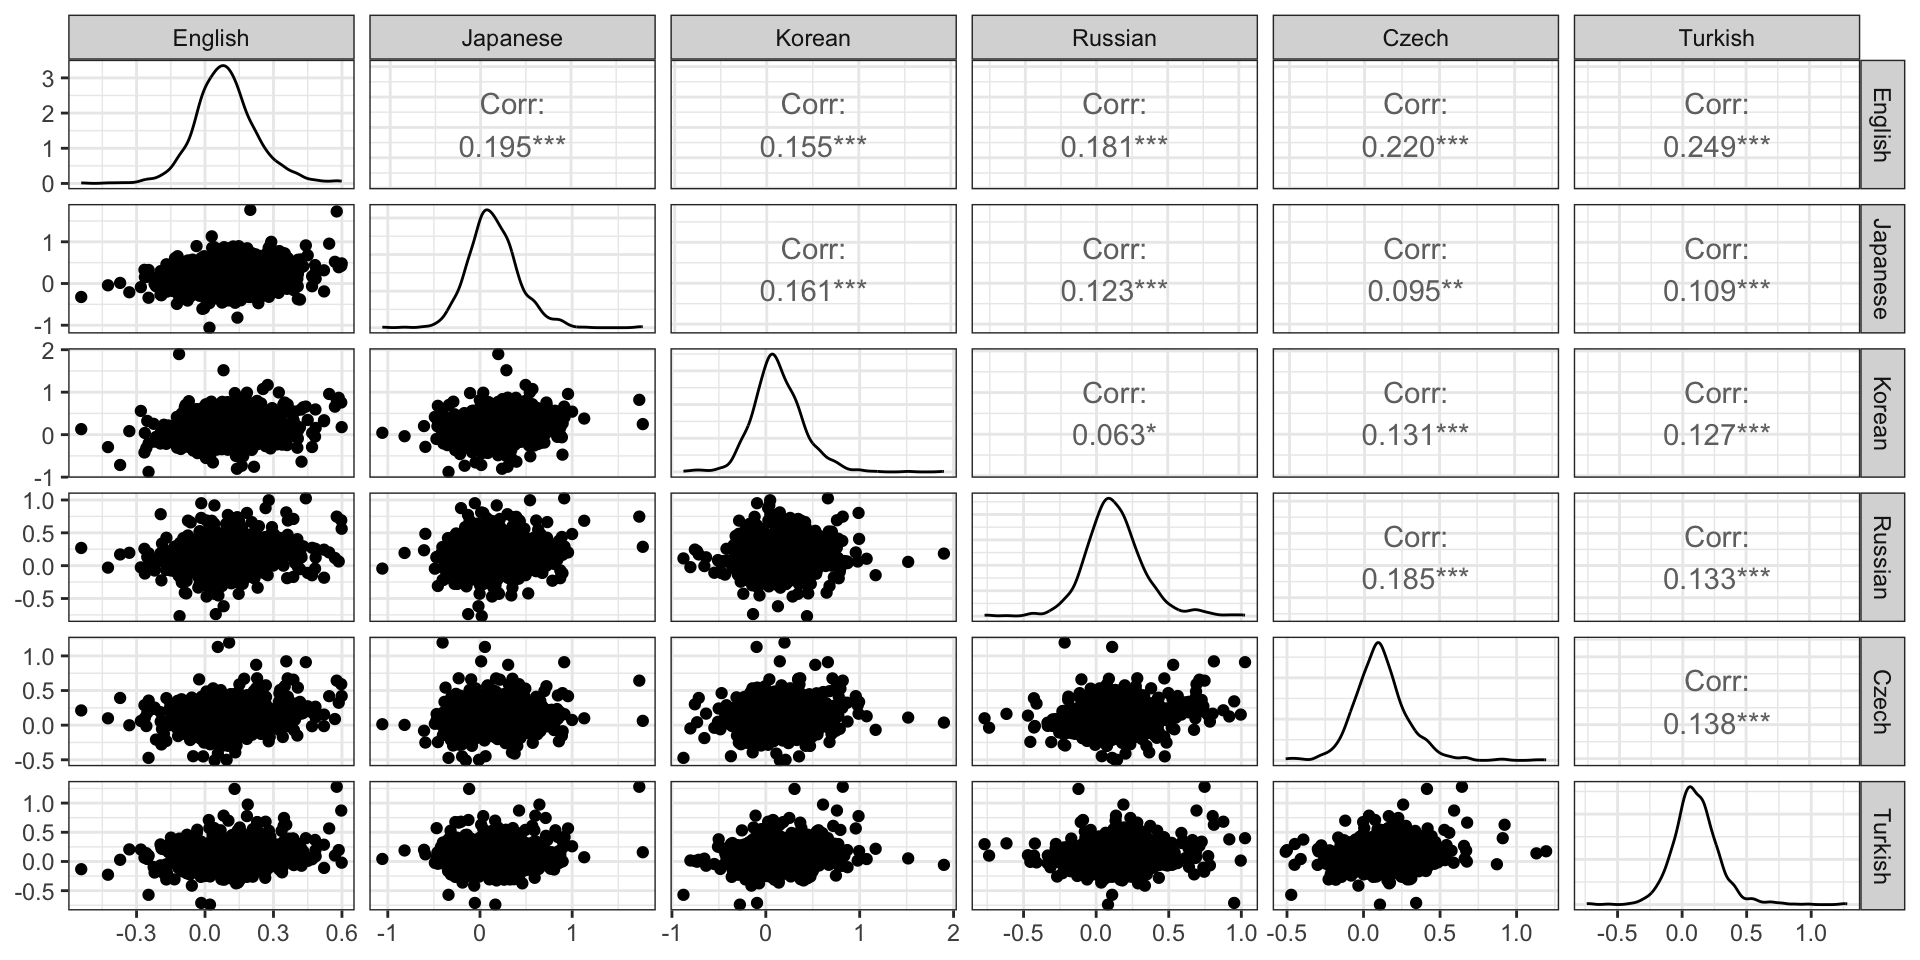 English Japanese Korean Russian Czech Turkish
3
2
1
0
Corr: Corr: Corr: Corr: Corr:
0.195*** 0.155*** 0.181*** 0.220*** 0.249***
English
1
0
-1
Corr: Corr: Corr: Corr:
0.161*** 0.123*** 0.095** 0.109***
Japanese
2
1
0
-1
Corr: Corr: Corr:
0.063* 0.131*** 0.127***
Korean
1.0
0.5
0.0
-0.5
Corr: Corr:
0.185*** 0.133***
Russian
1.0
0.5
0.0
-0.5
Corr:
0.138***
Czech
1.0
0.5
0.0
-0.5
Turkish
-0.3 0.0 0.3 0.6 -1 0 1 -1 0 1 2 -0.5 0.0 0.5 1.0 -0.5 0.0 0.5 1.0 -0.5 0.0 0.5 1.0